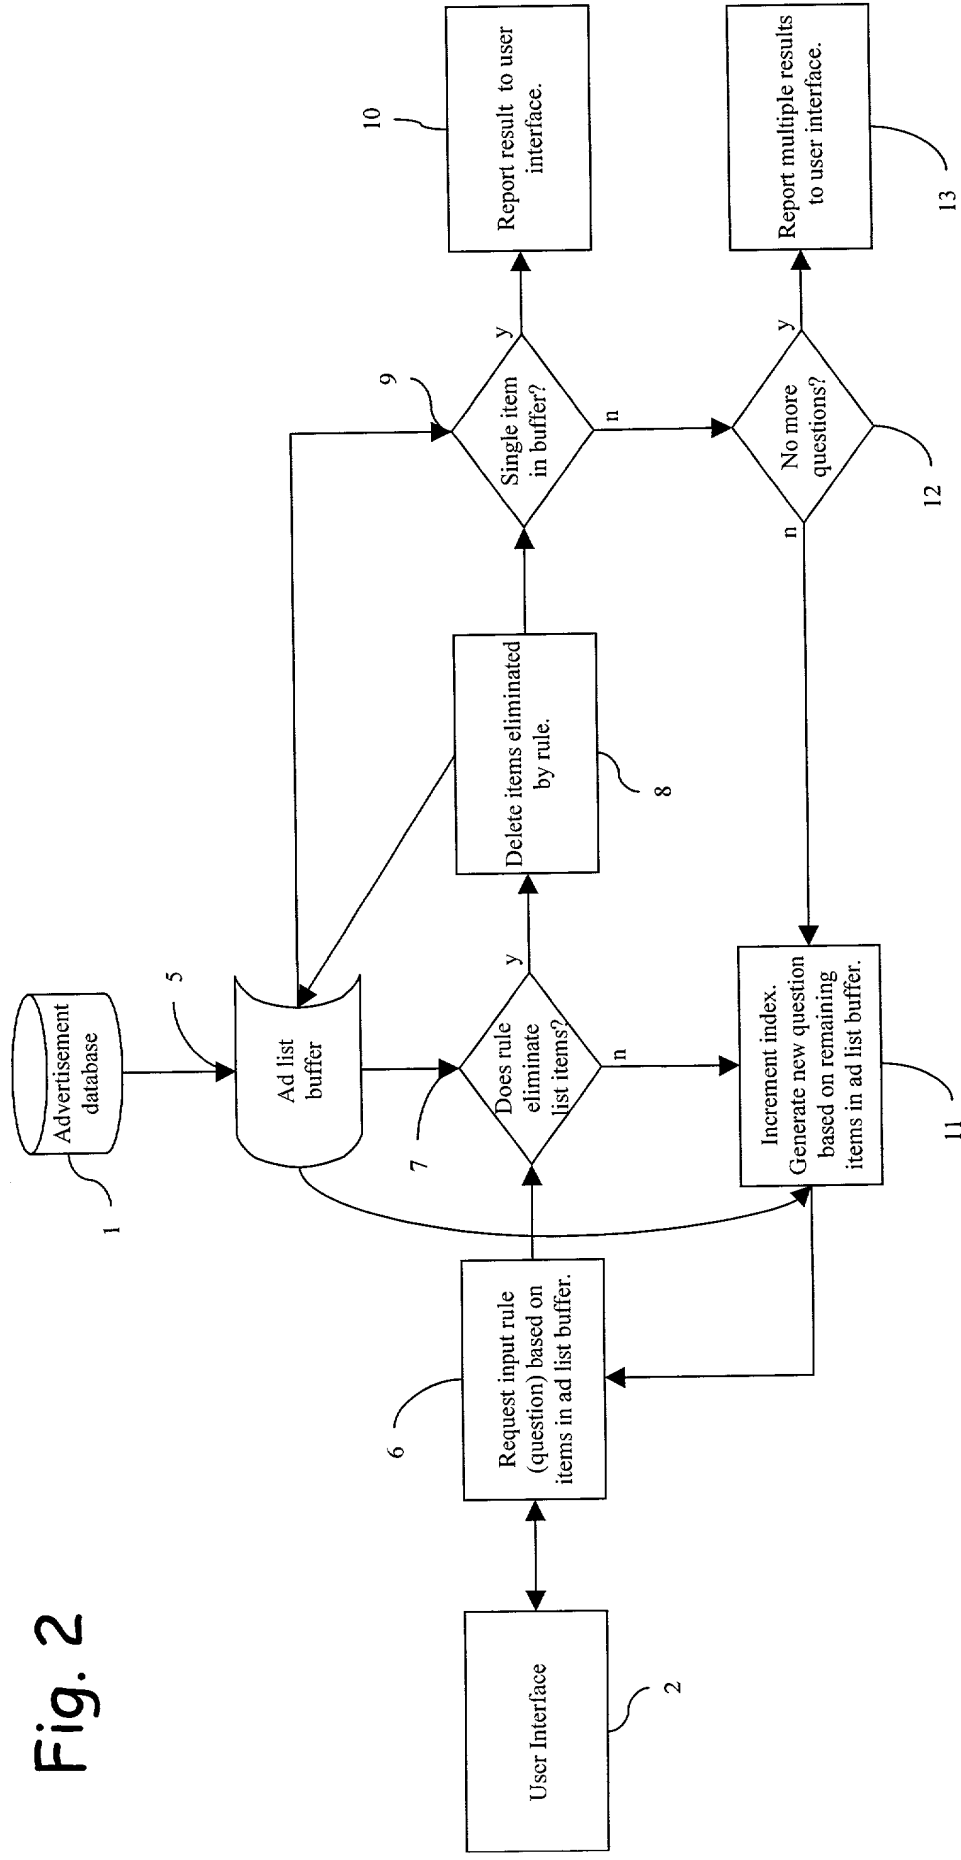 Fig. 2
Advertisement
database
1
5
Ad list
buffer
User Interface
2
Request input rule
(question) based on
items in ad list buffer.
6
Does rule
eliminate
list items?
7
y
n
Delete items eliminated
by rule.
8
Single item
in buffer?
9
y
n
Report result to user
interface.
10
Increment index.
Generate new question
based on remaining
items in ad list buffer.
11
No more
questions?
12
n
y
Report multiple results
to user interface.
13